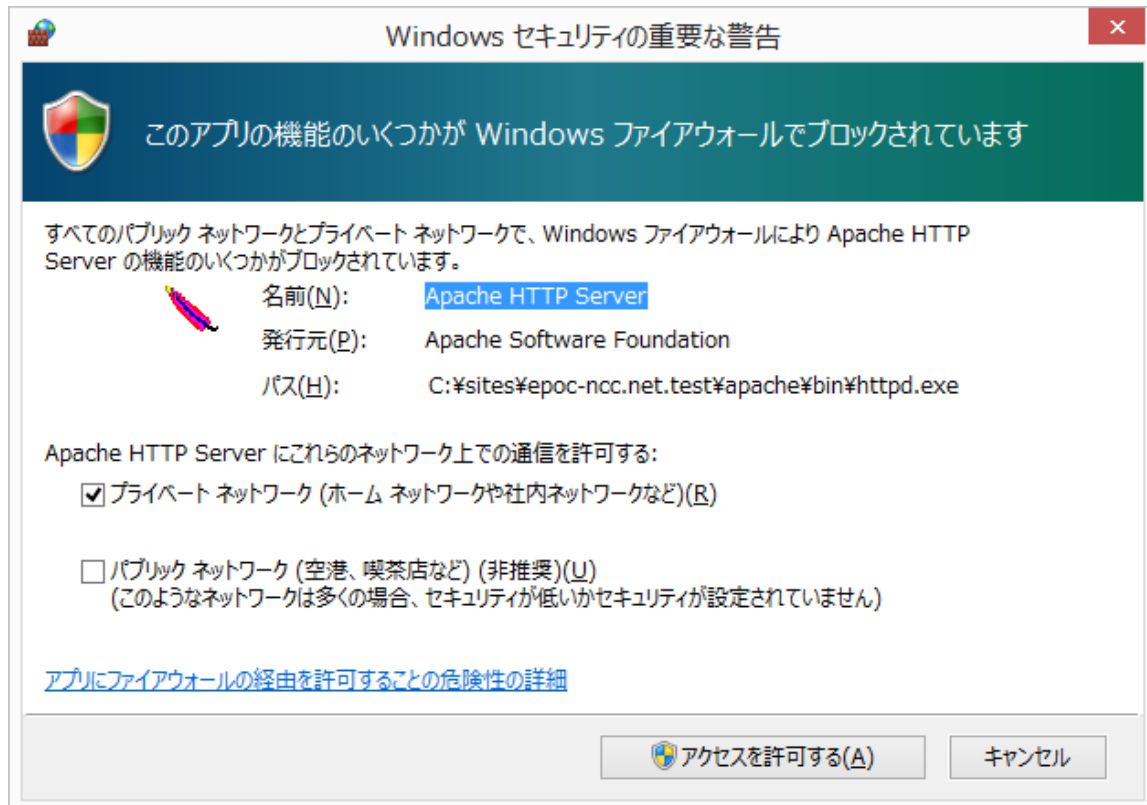 Windows セキュリティの重要な警告
このアプリの機能のいくつかが Windows ファイアウォールでブロックされています
すべてのパブリック ネットワークとプライベート ネットワークで、Windows ファイアウォールにより Apache HTTP
Server の機能のいくつかがブロックされています。
名前(N): Apache HTTP Server
発行元(P): Apache Software Foundation
パス(H): C:¥sites¥epoc-ncc.net.test¥apache¥bin¥httpd.exe
Apache HTTP Server にこれらのネットワーク上での通信を許可する:
プライベート ネットワーク (ホーム ネットワークや社内ネットワークなど)(R)
パブリック ネットワーク (空港、喫茶店など) (非推奨)(U)
(このようなネットワークは多くの場合、セキュリティが低いかセキュリティが設定されていません)
アプリにファイアウォールの経由を許可することの危険性の詳細
アクセスを許可する(A) キャンセル